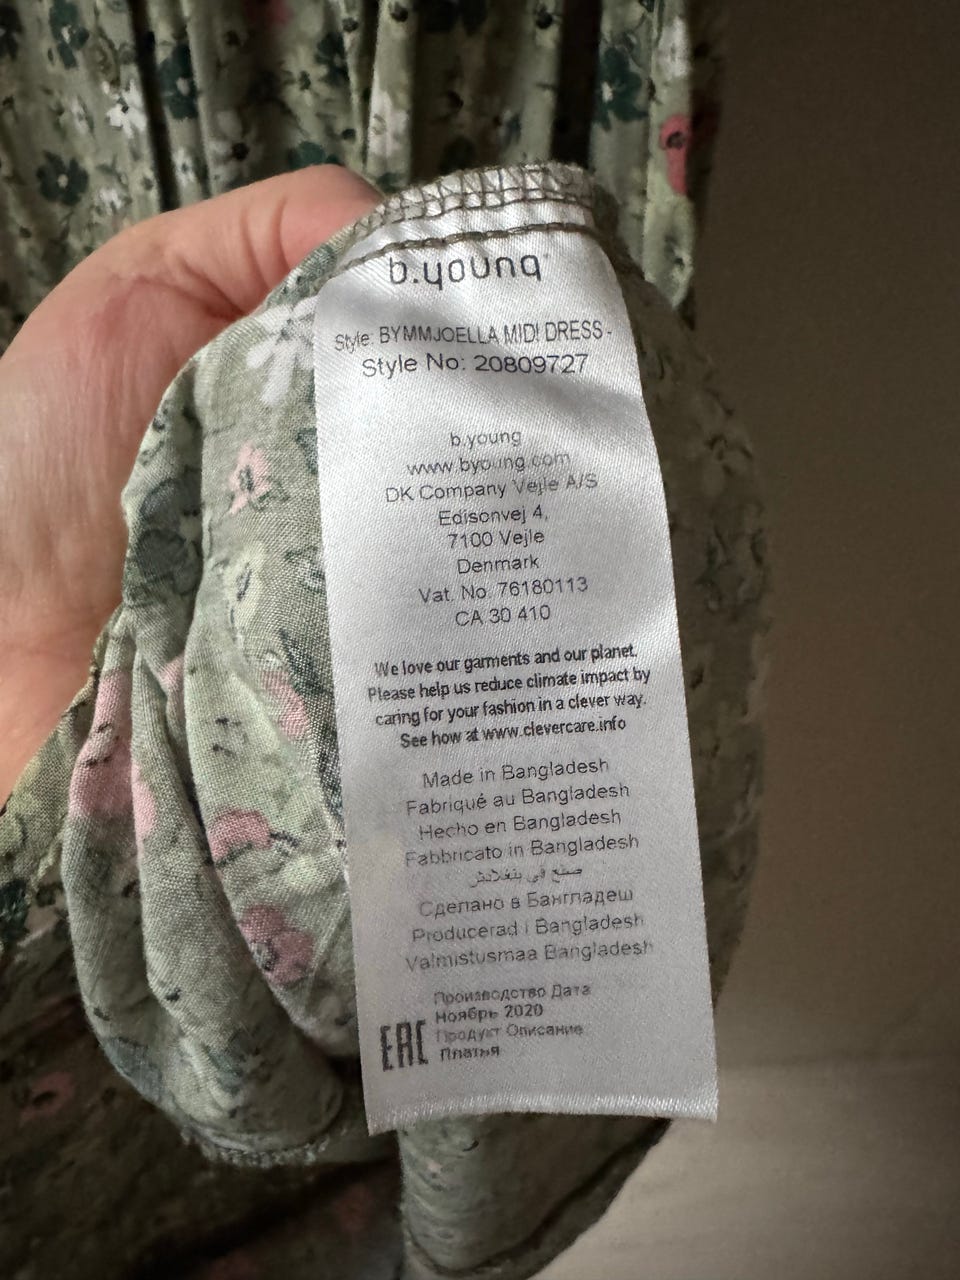 b.young
Style: BYMMJOELLA MIDI DRESS -
Style No: 20809727
b.young
www.byoung.com
DK Company Vejle A/S
Edisonvej 4,
7100 Vejle
Denmark
Vat. No. 76180113
CA 30 410
We love our garments and our planet.
Please help us reduce climate impact by
caring for your fashion in a clever way.
See how at www.clevercare.info
Made in Bangladesh
Fabriqué au Bangladesh
Hecho en Bangladesh
Fabbricato in Bangladesh
صنع في بنغلاديش
Сделано в Бангладеш
Producerad i Bangladesh
Valmistusmaa Bangladesh
Производство Дата
Ноябрь 2020
EAC Продукт Описание
Платья